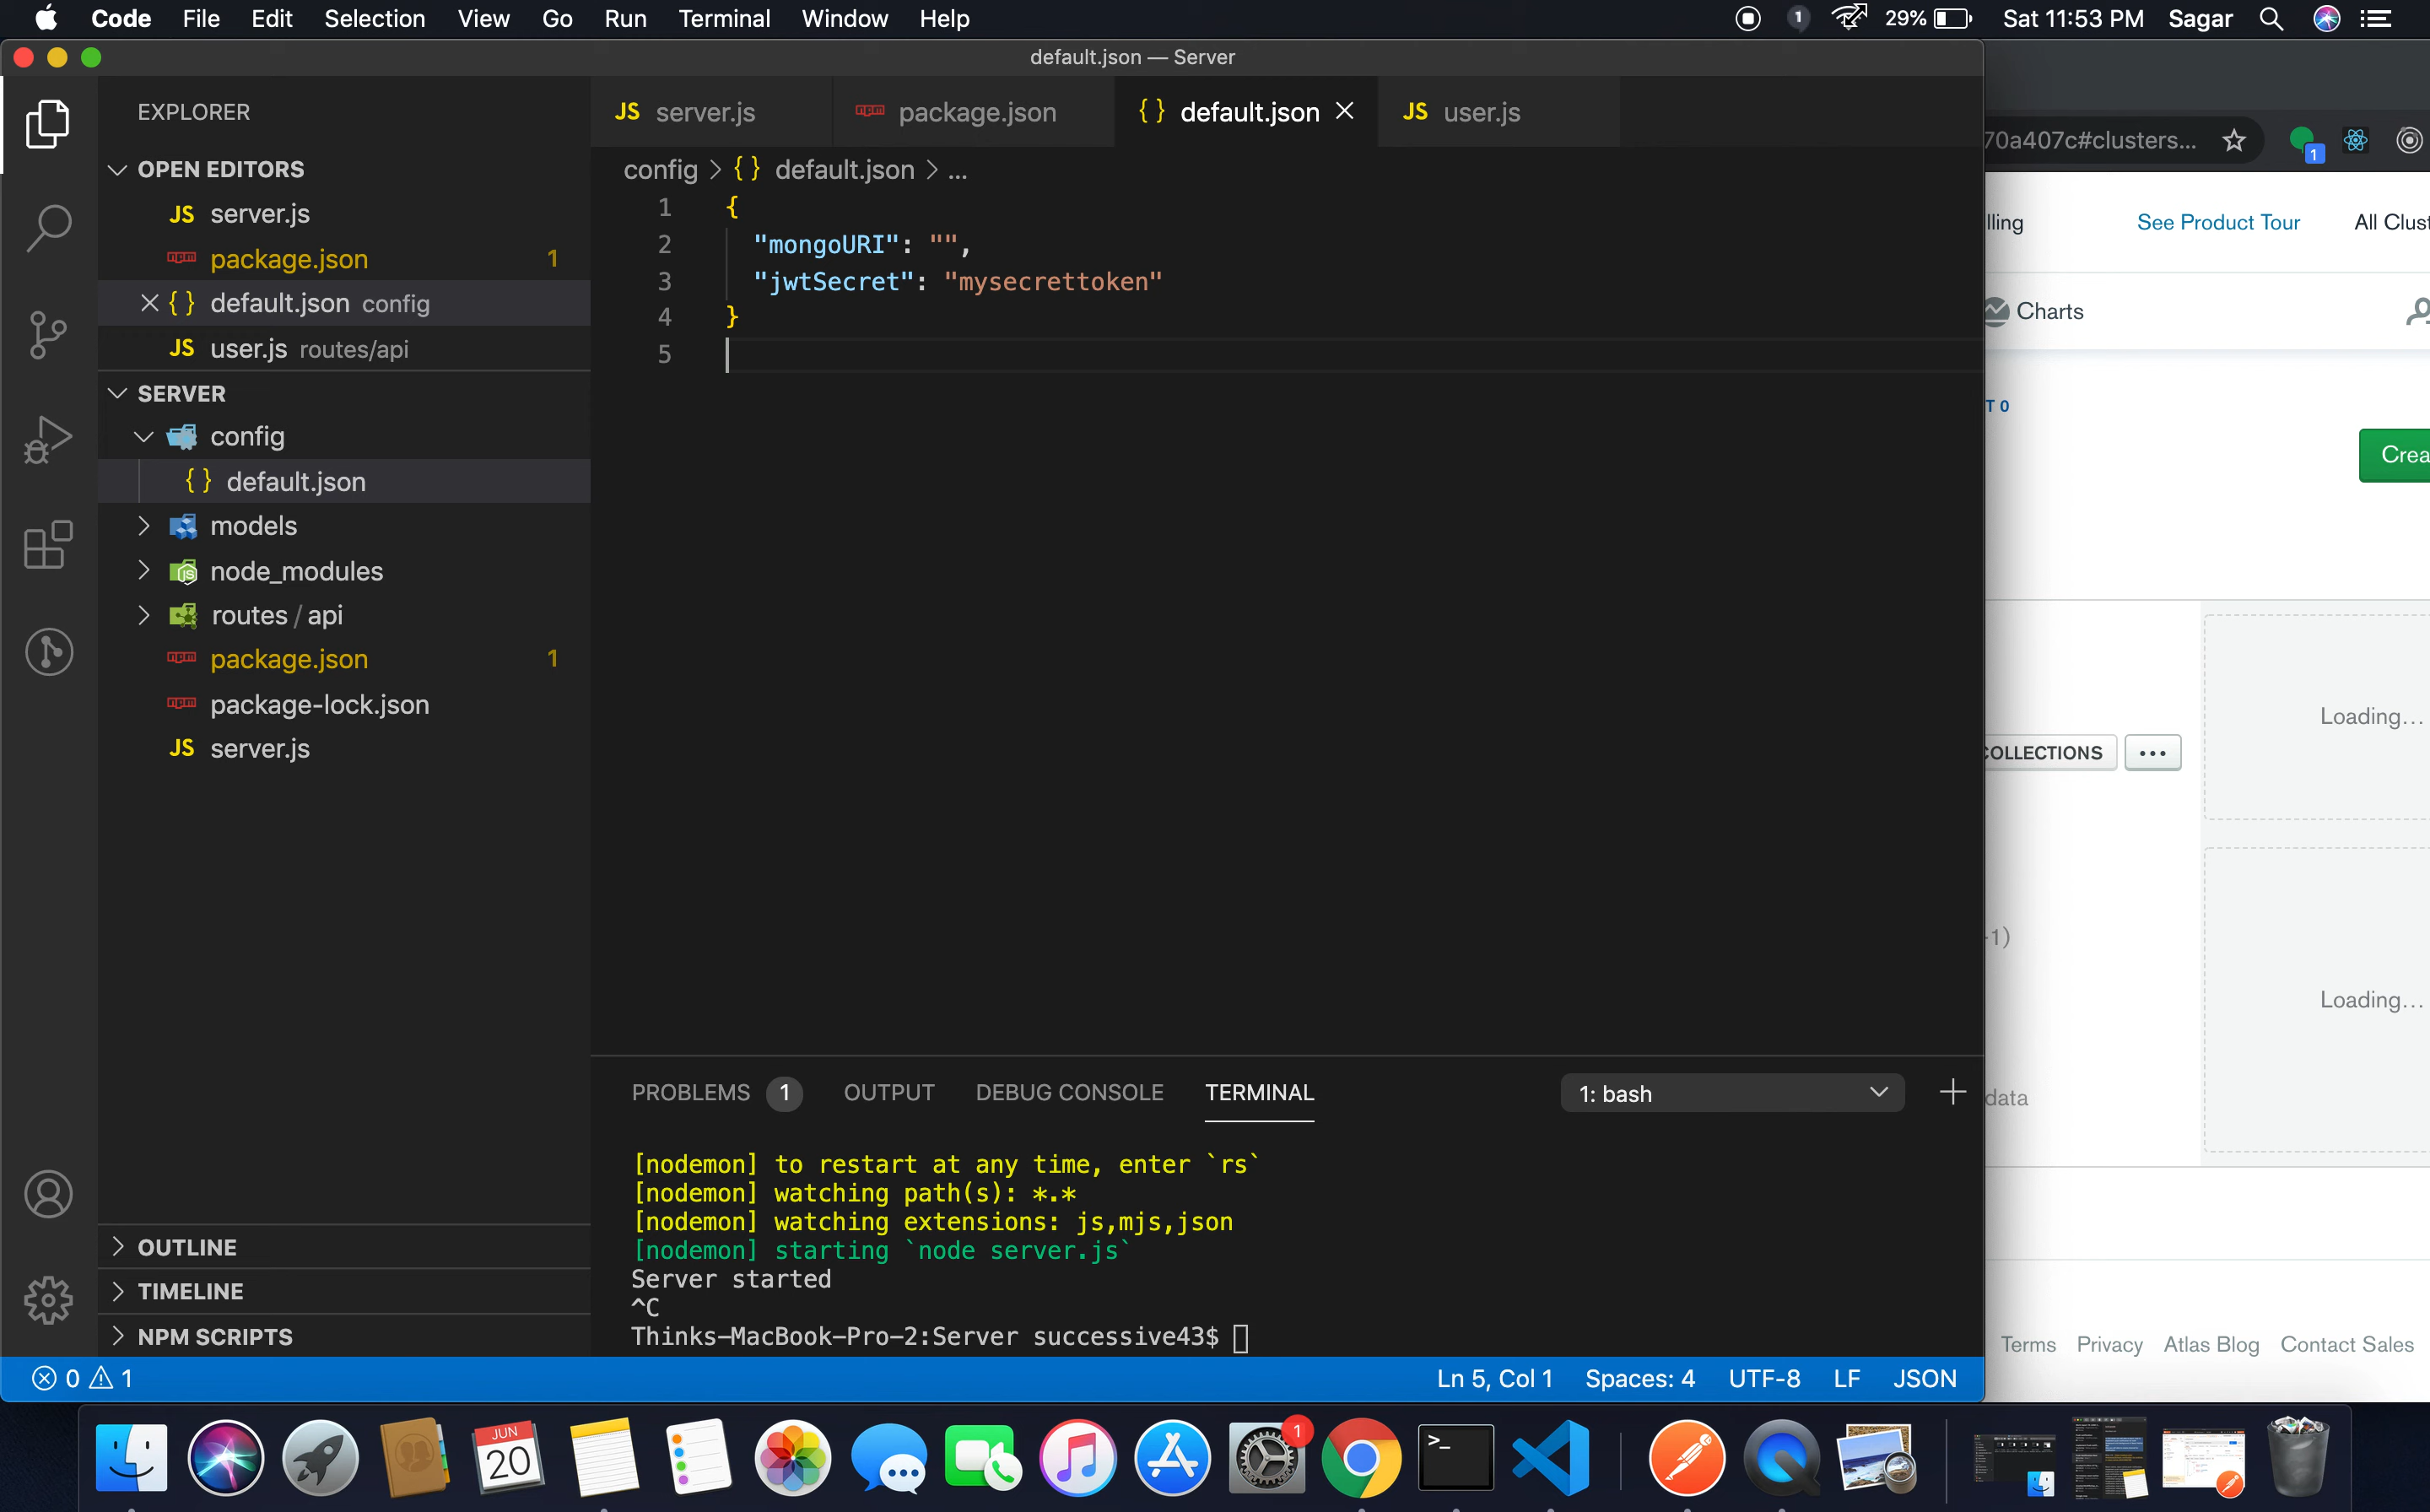 Code File Edit Selection View Go Run Terminal Window Help
1 29% Sat 11:53 PM Sagar
default.json — Server
EXPLORER
OPEN EDITORS
JS server.js
package.json 1
{} default.json config
JS user.js routes/api
SERVER
config
{} default.json
models
node_modules
routes / api
package.json 1
package-lock.json
JS server.js
OUTLINE
TIMELINE
NPM SCRIPTS
JS server.js
package.json
{} default.json
JS user.js
config > {} default.json > ...
1 {
2 "mongoURI": "",
3 "jwtSecret": "mysecrettoken"
4 }
5
PROBLEMS 1 OUTPUT DEBUG CONSOLE TERMINAL 1: bash
[nodemon] to restart at any time, enter `rs`
[nodemon] watching path(s): *.*
[nodemon] watching extensions: js,mjs,json
[nodemon] starting `node server.js`
Server started
^C
Thinks-MacBook-Pro-2:Server successive43$
0 1 Ln 5, Col 1 Spaces: 4 UTF-8 LF JSON
70a407c#clusters...
1
lling See Product Tour All Clust
Charts
T 0
Crea
Loading...
COLLECTIONS ...
-1)
Loading...
data
Terms Privacy Atlas Blog Contact Sales
JUN
20
1
>_